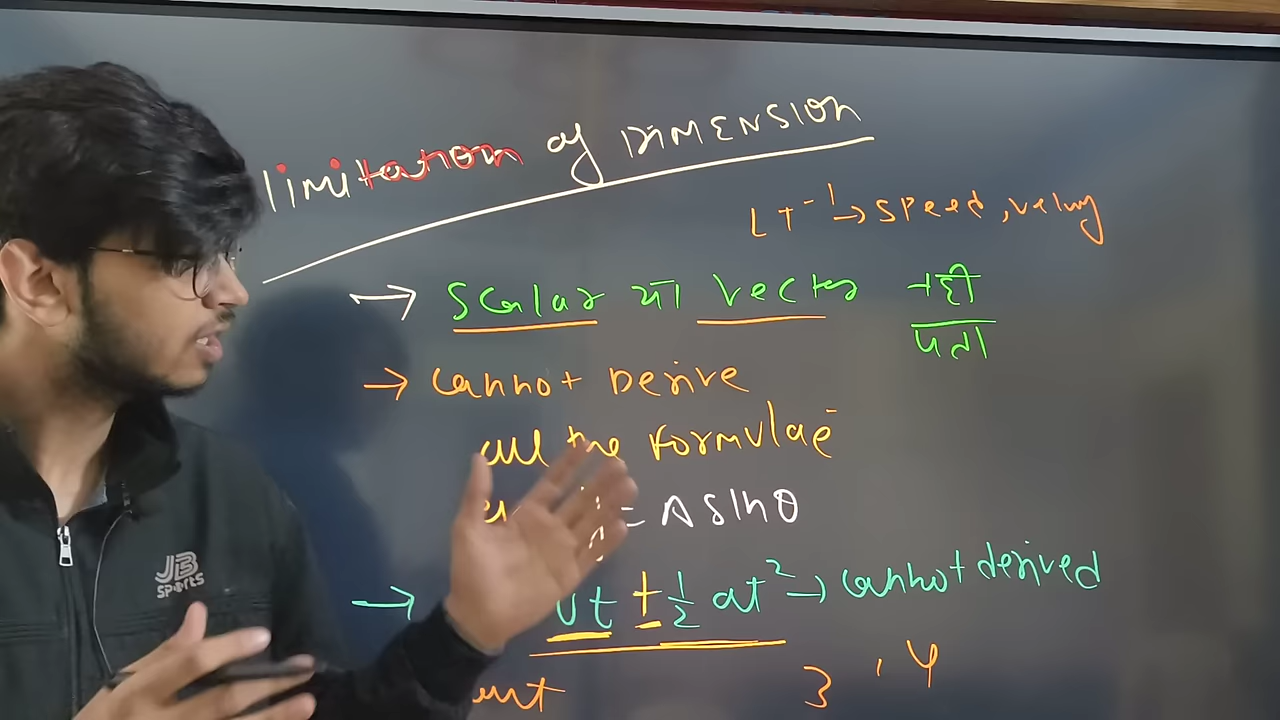 limitation of DIMENSION
LT⁻¹ → speed,
→ Scalar या Vector नहीं
पता
→ cannot Derive
all the Formulae
= A sinθ
→ ut ± 1/2 at² → cannot derived
3 , 4
JB
Sports